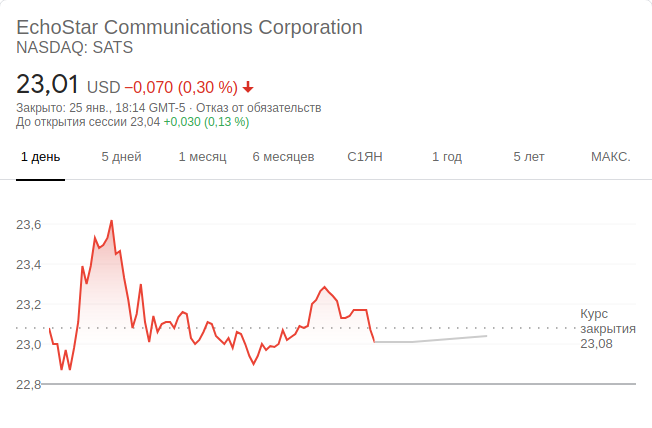 EchoStar Communications Corporation
NASDAQ: SATS
23,01 USD −0,070 (0,30 %)
Закрыто: 25 янв., 18:14 GMT-5 · Отказ от обязательств
До открытия сессии 23,04 +0,030 (0,13 %)
1 день 5 дней 1 месяц 6 месяцев С1ЯН 1 год 5 лет МАКС.
23,6
23,4
23,2
23,0
22,8
Курс
закрытия
23,08